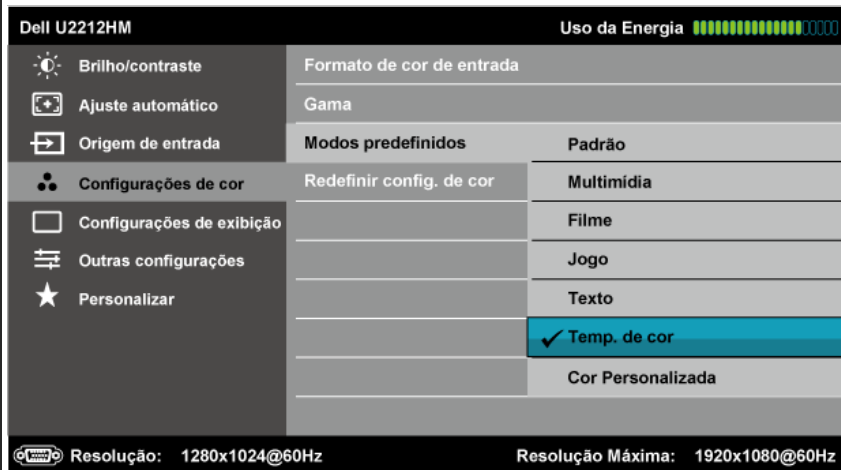 Dell U2212HM Uso da Energia
Brilho/contraste Formato de cor de entrada
Ajuste automático Gama
Origem de entrada Modos predefinidos Padrão
Configurações de cor Redefinir config. de cor Multimídia
Configurações de exibição Filme
Outras configurações Jogo
Personalizar Texto
Temp. de cor
Cor Personalizada
Resolução: 1280x1024@60Hz Resolução Máxima: 1920x1080@60Hz